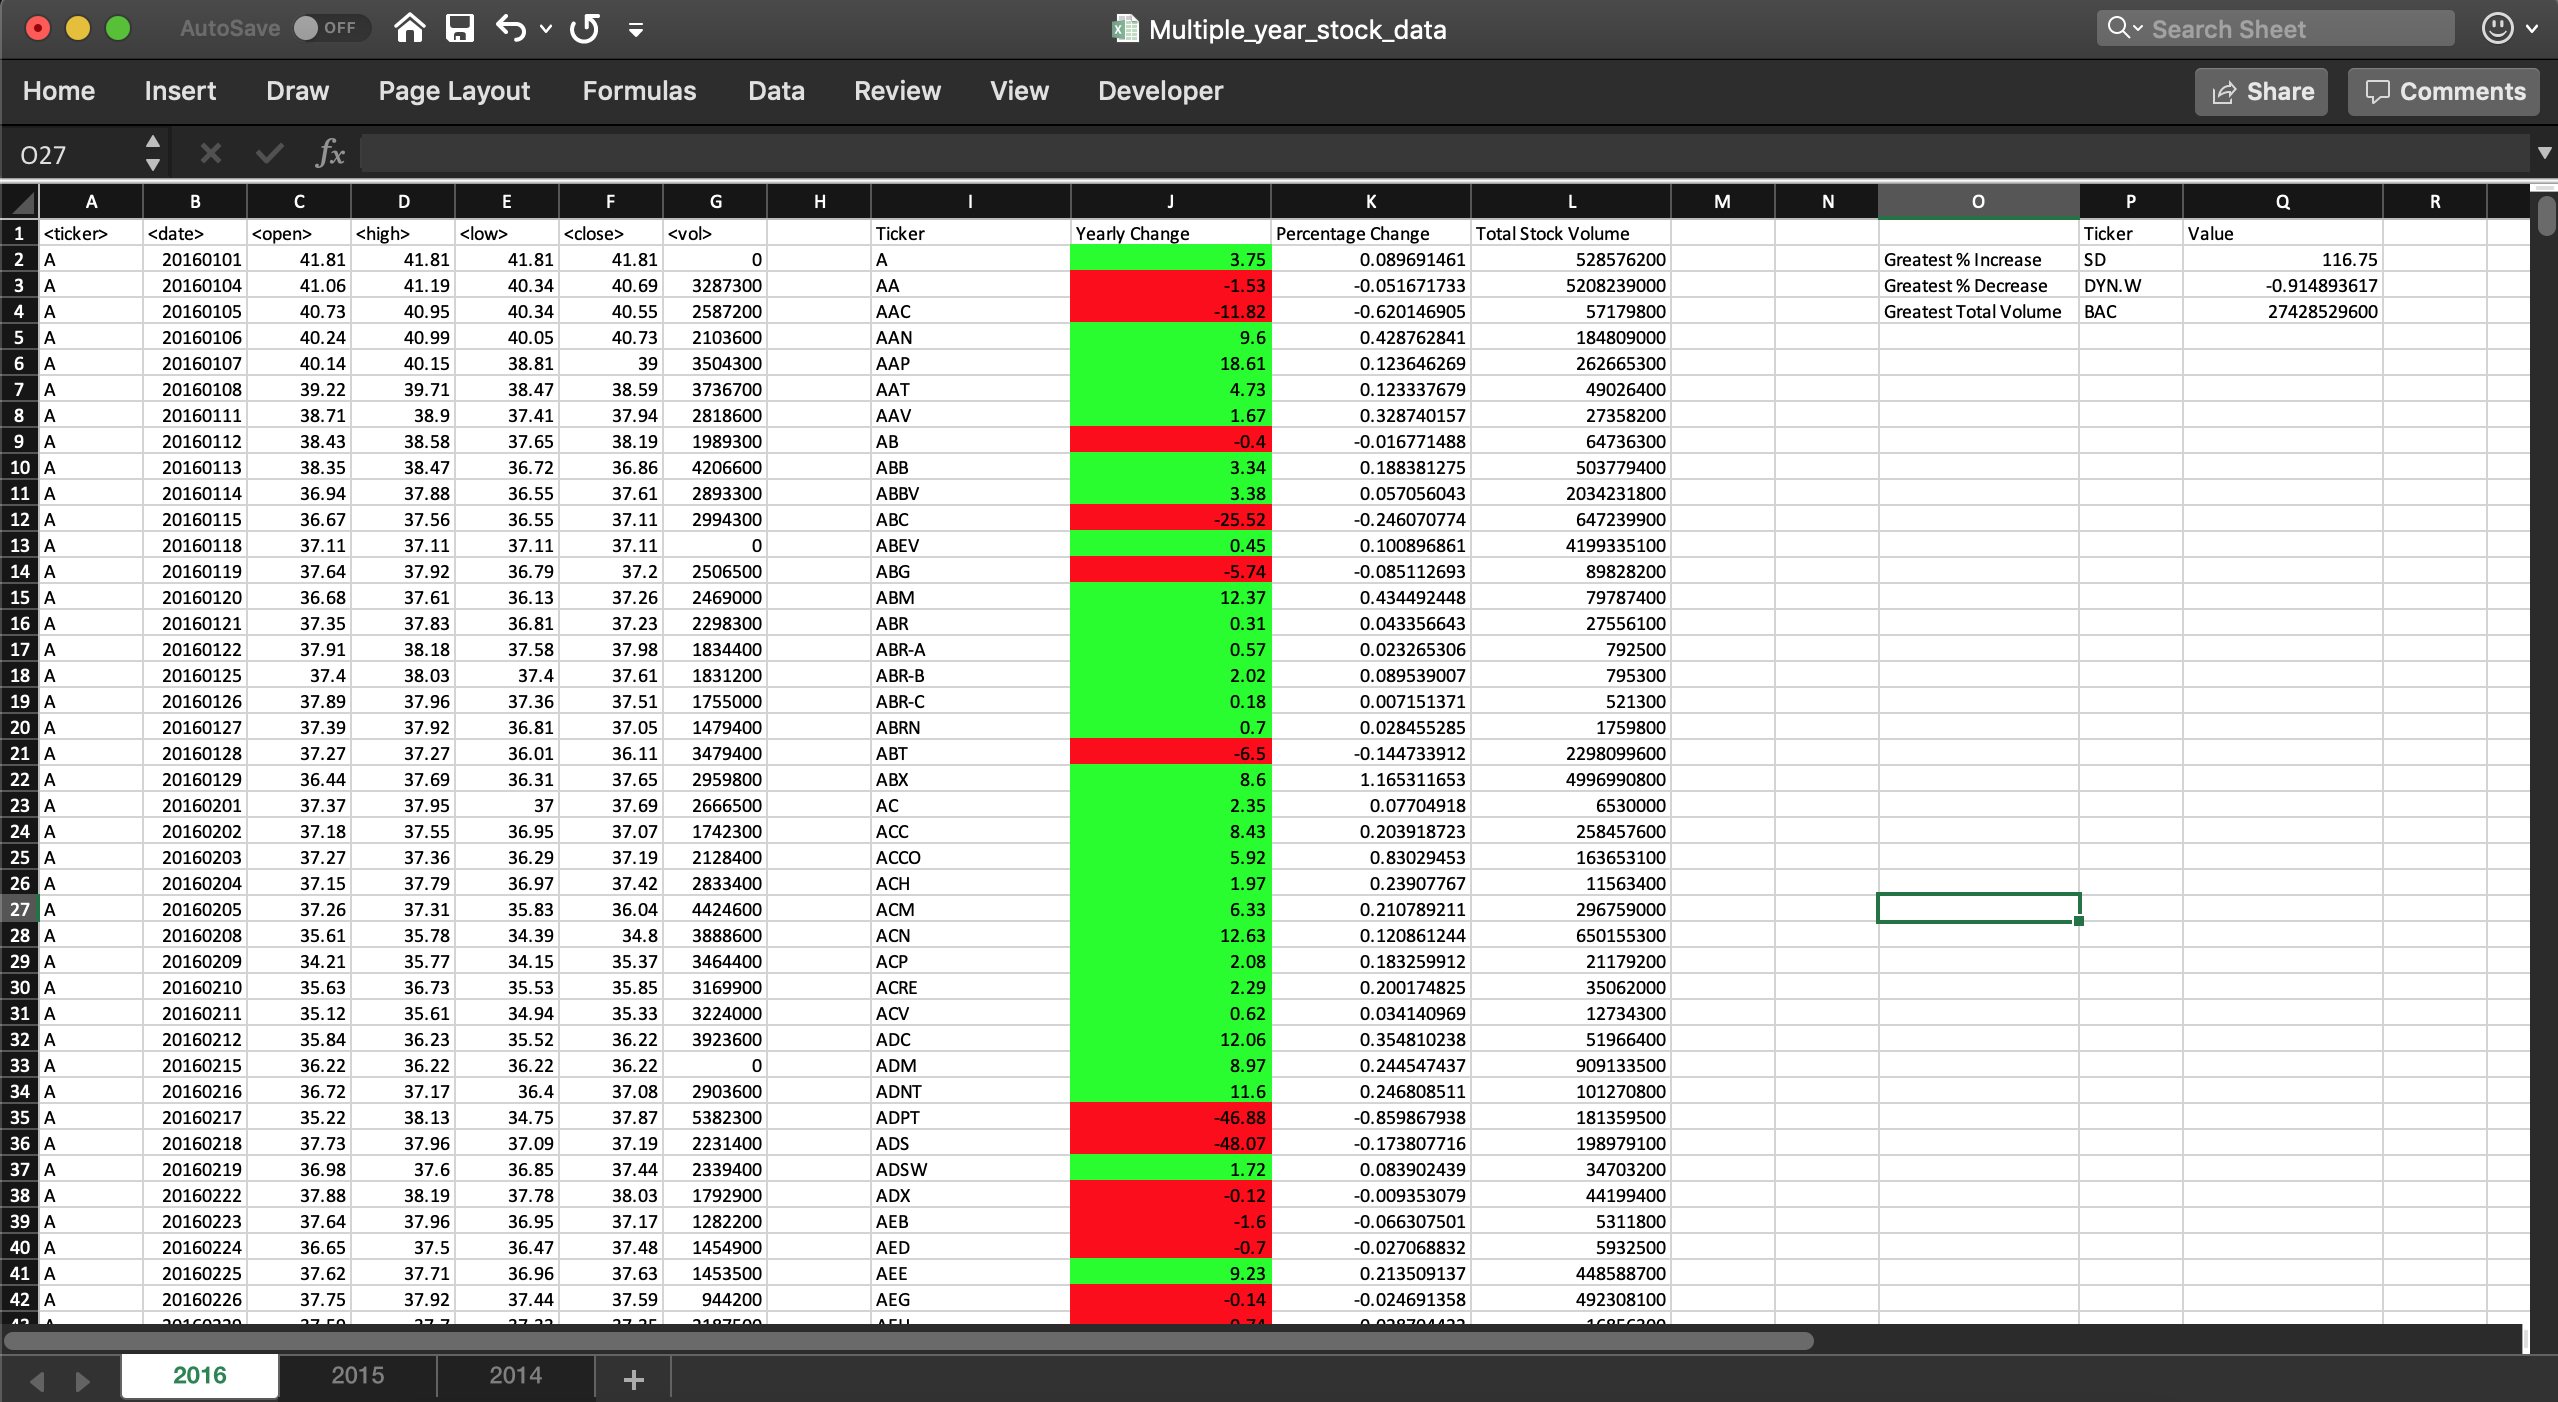 AutoSave OFF Multiple_year_stock_data Search Sheet
Home Insert Draw Page Layout Formulas Data Review View Developer Share Comments
O27 fx
A B C D E F G H I J K L M N O P Q R
1 <ticker> <date> <open> <high> <low> <close> <vol> Ticker Yearly Change Percentage Change Total Stock Volume Ticker Value
2 A 20160101 41.81 41.81 41.81 41.81 0 A 3.75 0.089691461 528576200 Greatest % Increase SD 116.75
3 A 20160104 41.06 41.19 40.34 40.69 3287300 AA -1.53 -0.051671733 5208239000 Greatest % Decrease DYN.W -0.914893617
4 A 20160105 40.73 40.95 40.34 40.55 2587200 AAC -11.82 -0.620146905 57179800 Greatest Total Volume BAC 27428529600
5 A 20160106 40.24 40.99 40.05 40.73 2103600 AAN 9.6 0.428762841 184809000
6 A 20160107 40.14 40.15 38.81 39 3504300 AAP 18.61 0.123646269 262665300
7 A 20160108 39.22 39.71 38.47 38.59 3736700 AAT 4.73 0.123337679 49026400
8 A 20160111 38.71 38.9 37.41 37.94 2818600 AAV 1.67 0.328740157 27358200
9 A 20160112 38.43 38.58 37.65 38.19 1989300 AB -0.4 -0.016771488 64736300
10 A 20160113 38.35 38.47 36.72 36.86 4206600 ABB 3.34 0.188381275 503779400
11 A 20160114 36.94 37.88 36.55 37.61 2893300 ABBV 3.38 0.057056043 2034231800
12 A 20160115 36.67 37.56 36.55 37.11 2994300 ABC -25.52 -0.246070774 647239900
13 A 20160118 37.11 37.11 37.11 37.11 0 ABEV 0.45 0.100896861 4199335100
14 A 20160119 37.64 37.92 36.79 37.2 2506500 ABG -5.74 -0.085112693 89828200
15 A 20160120 36.68 37.61 36.13 37.26 2469000 ABM 12.37 0.434492448 79787400
16 A 20160121 37.35 37.83 36.81 37.23 2298300 ABR 0.31 0.043356643 27556100
17 A 20160122 37.91 38.18 37.58 37.98 1834400 ABR-A 0.57 0.023265306 792500
18 A 20160125 37.4 38.03 37.4 37.61 1831200 ABR-B 2.02 0.089539007 795300
19 A 20160126 37.89 37.96 37.36 37.51 1755000 ABR-C 0.18 0.007151371 521300
20 A 20160127 37.39 37.92 36.81 37.05 1479400 ABRN 0.7 0.028455285 1759800
21 A 20160128 37.27 37.27 36.01 36.11 3479400 ABT -6.5 -0.144733912 2298099600
22 A 20160129 36.44 37.69 36.31 37.65 2959800 ABX 8.6 1.165311653 4996990800
23 A 20160201 37.37 37.95 37 37.69 2666500 AC 2.35 0.07704918 6530000
24 A 20160202 37.18 37.55 36.95 37.07 1742300 ACC 8.43 0.203918723 258457600
25 A 20160203 37.27 37.36 36.29 37.19 2128400 ACCO 5.92 0.83029453 163653100
26 A 20160204 37.15 37.79 36.97 37.42 2833400 ACH 1.97 0.23907767 11563400
27 A 20160205 37.26 37.31 35.83 36.04 4424600 ACM 6.33 0.210789211 296759000
28 A 20160208 35.61 35.78 34.39 34.8 3888600 ACN 12.63 0.120861244 650155300
29 A 20160209 34.21 35.77 34.15 35.37 3464400 ACP 2.08 0.183259912 21179200
30 A 20160210 35.63 36.73 35.53 35.85 3169900 ACRE 2.29 0.200174825 35062000
31 A 20160211 35.12 35.61 34.94 35.33 3224000 ACV 0.62 0.034140969 12734300
32 A 20160212 35.84 36.23 35.52 36.22 3923600 ADC 12.06 0.354810238 51966400
33 A 20160215 36.22 36.22 36.22 36.22 0 ADM 8.97 0.244547437 909133500
34 A 20160216 36.72 37.17 36.4 37.08 2903600 ADNT 11.6 0.246808511 101270800
35 A 20160217 35.22 38.13 34.75 37.87 5382300 ADPT -46.88 -0.859867938 181359500
36 A 20160218 37.73 37.96 37.09 37.19 2231400 ADS -48.07 -0.173807716 198979100
37 A 20160219 36.98 37.6 36.85 37.44 2339400 ADSW 1.72 0.083902439 34703200
38 A 20160222 37.88 38.19 37.78 38.03 1792900 ADX -0.12 -0.009353079 44199400
39 A 20160223 37.64 37.96 36.95 37.17 1282200 AEB -1.6 -0.066307501 5311800
40 A 20160224 36.65 37.5 36.47 37.48 1454900 AED -0.7 -0.027068832 5932500
41 A 20160225 37.62 37.71 36.96 37.63 1453500 AEE 9.23 0.213509137 448588700
42 A 20160226 37.75 37.92 37.44 37.59 944200 AEG -0.14 -0.024691358 492308100
2016 2015 2014 +